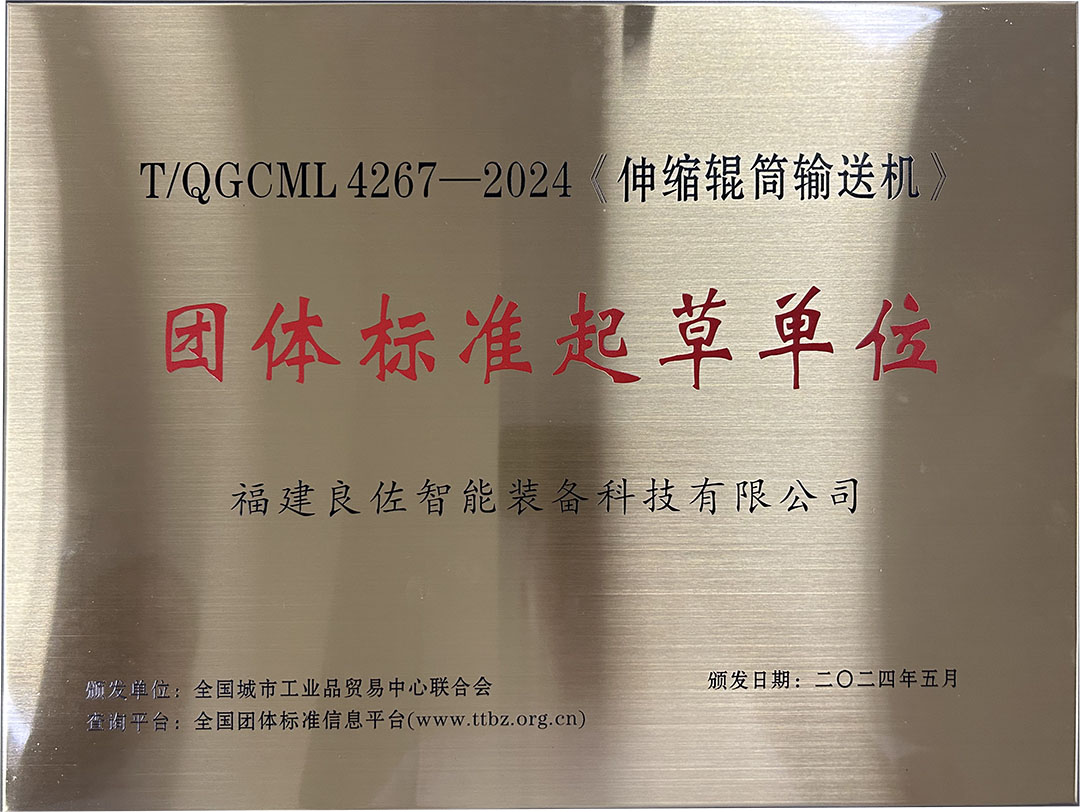 T/QGCML 4267—2024《伸缩辊筒输送机》
团体标准起草单位
福建良佐智能装备科技有限公司
颁发单位：全国城市工业品贸易中心联合会
颁发日期：二〇二四年五月
查询平台：全国团体标准信息平台(www.ttbz.org.cn)